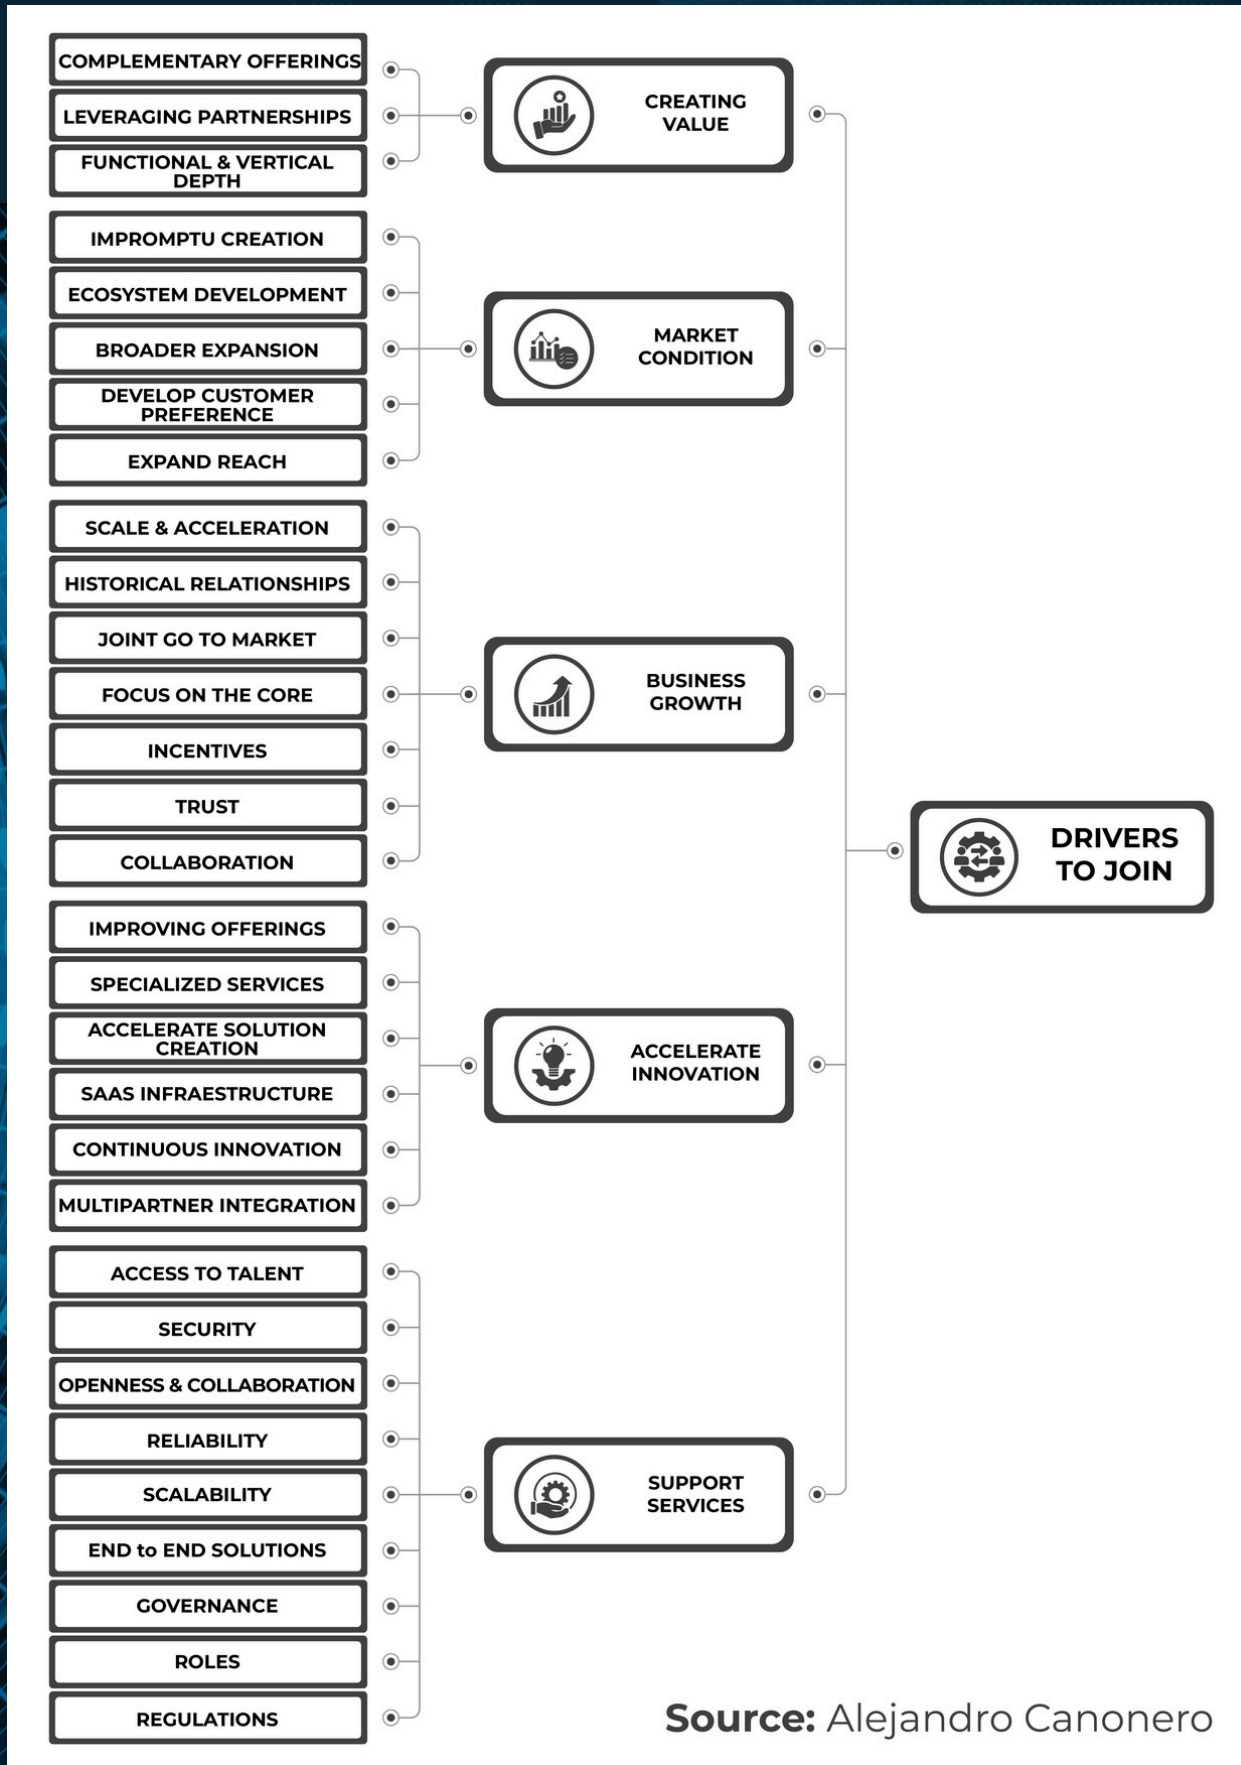 COMPLEMENTARY OFFERINGS
LEVERAGING PARTNERSHIPS
FUNCTIONAL & VERTICAL
DEPTH
CREATING
VALUE
IMPROMPTU CREATION
ECOSYSTEM DEVELOPMENT
BROADER EXPANSION
DEVELOP CUSTOMER
PREFERENCE
EXPAND REACH
MARKET
CONDITION
SCALE & ACCELERATION
HISTORICAL RELATIONSHIPS
JOINT GO TO MARKET
FOCUS ON THE CORE
INCENTIVES
TRUST
COLLABORATION
BUSINESS
GROWTH
IMPROVING OFFERINGS
SPECIALIZED SERVICES
ACCELERATE SOLUTION
CREATION
SAAS INFRAESTRUCTURE
CONTINUOUS INNOVATION
MULTIPARTNER INTEGRATION
ACCELERATE
INNOVATION
ACCESS TO TALENT
SECURITY
OPENNESS & COLLABORATION
RELIABILITY
SCALABILITY
END to END SOLUTIONS
GOVERNANCE
ROLES
REGULATIONS
SUPPORT
SERVICES
DRIVERS
TO JOIN
Source: Alejandro Canonero